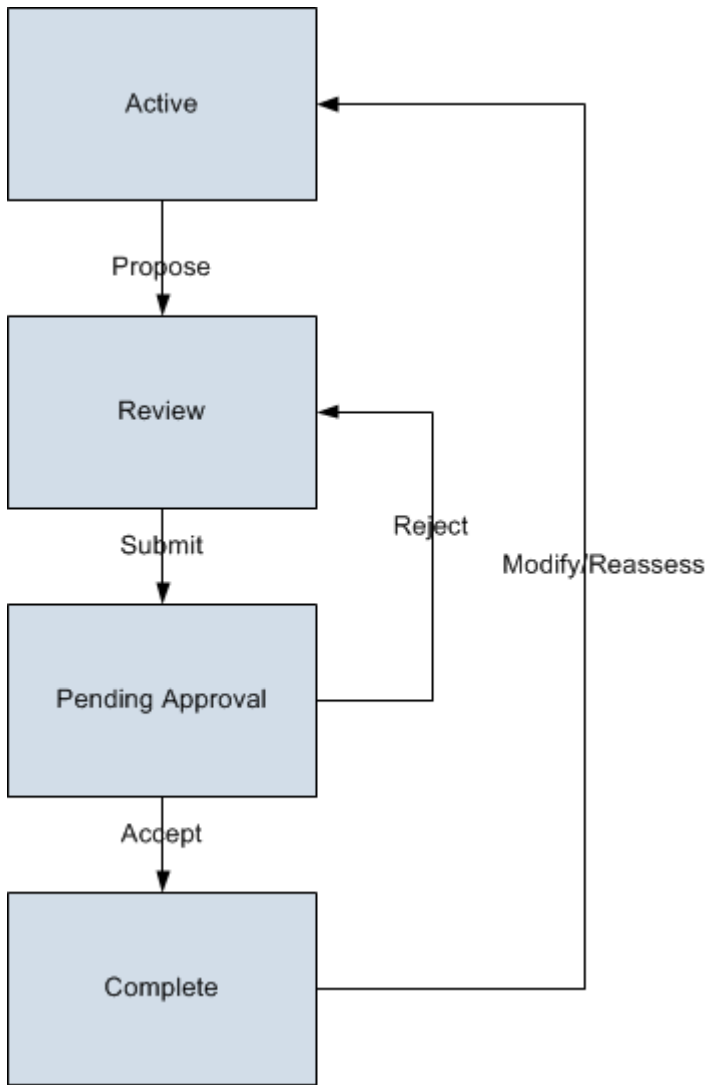 Active
Propose
Review
Reject
Submit
Modify/Reassess
Pending Approval
Accept
Complete